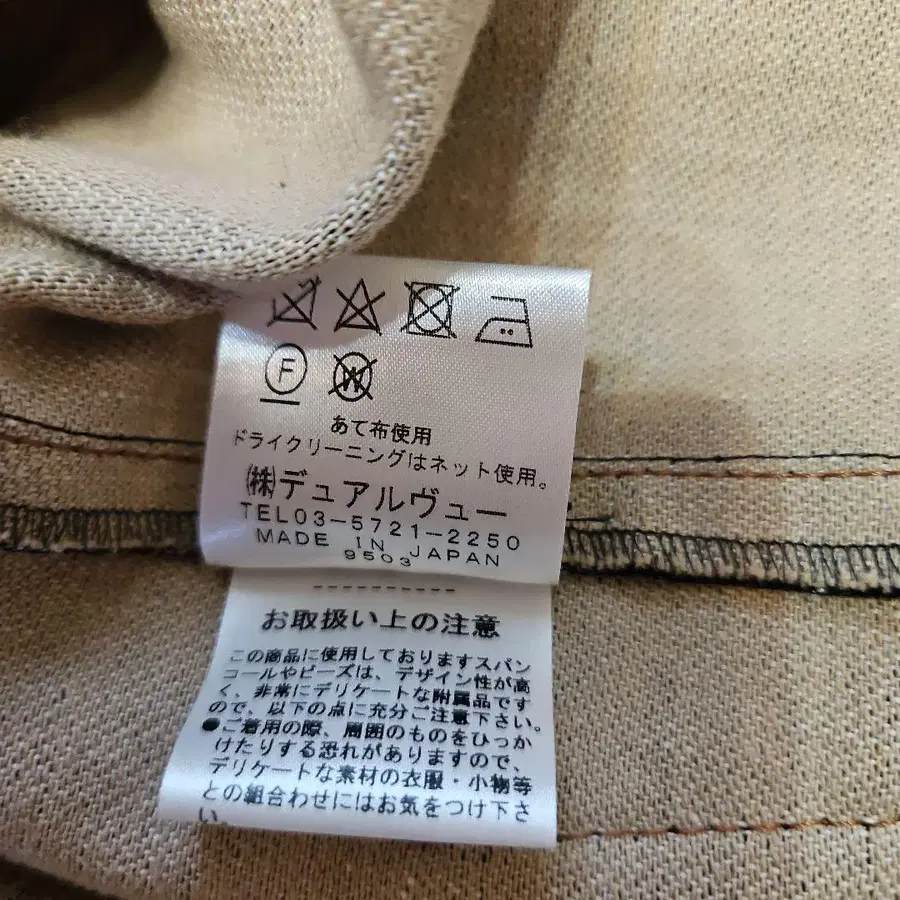 F
W
あて布使用
ドライクリーニングはネット使用。
㈱デュアルヴュー
TEL03-5721-2250
MADE IN JAPAN
9503
お取扱い上の注意
この商品に使用しておりますスパン
コールやビーズは、デザイン性が高
く、非常にデリケートな附属品です
ので、以下の点に充分ご注意下さい。
●ご着用の際、周囲のものをひっか
けたりする恐れがありますので、
デリケートな素材の衣服・小物等
との組合わせにはお気をつけ下さ
い。